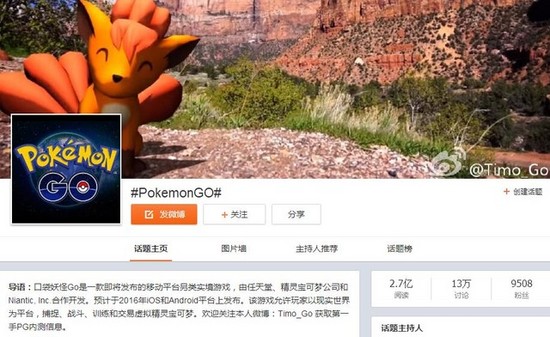 @Timo_Go
POKéMON
GO
#PokemonGO#
+ 创建话题
发微博
+ 关注
分享
话题主页
图片墙
主持人推荐
话题榜
导语：口袋妖怪Go是一款即将发布的移动平台另类实境游戏，由任天堂、精灵宝可梦公司和
Niantic, Inc 合作开发。预计于2016年iOS和Android平台上发布。该游戏允许玩家以现实世界
为平台，捕捉、战斗、训练和交易虚拟精灵宝可梦。欢迎关注本人微博：Timo_Go 获取第一
手PG内测信息。
2.7亿
阅读
13万
讨论
9508
粉丝
话题主持人